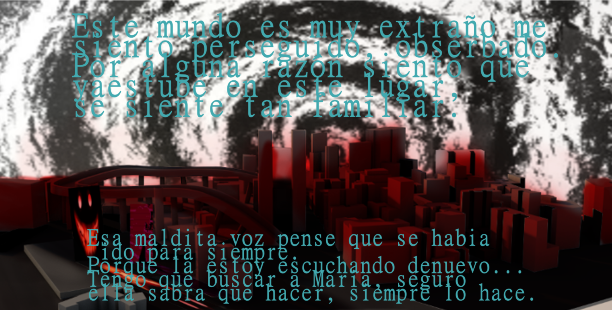 Este mundo es muy extraño me
siento perseguido, obserbado.
Por alguna razon siento que
yaestube en este lugar,
se siente tan familiar.
Esa maldita voz pense que se habia
ido para siempre.
Porque la estoy escuchando denuevo...
Tengo que buscar a Maria, seguro
ella sabra que hacer, siempre lo hace.